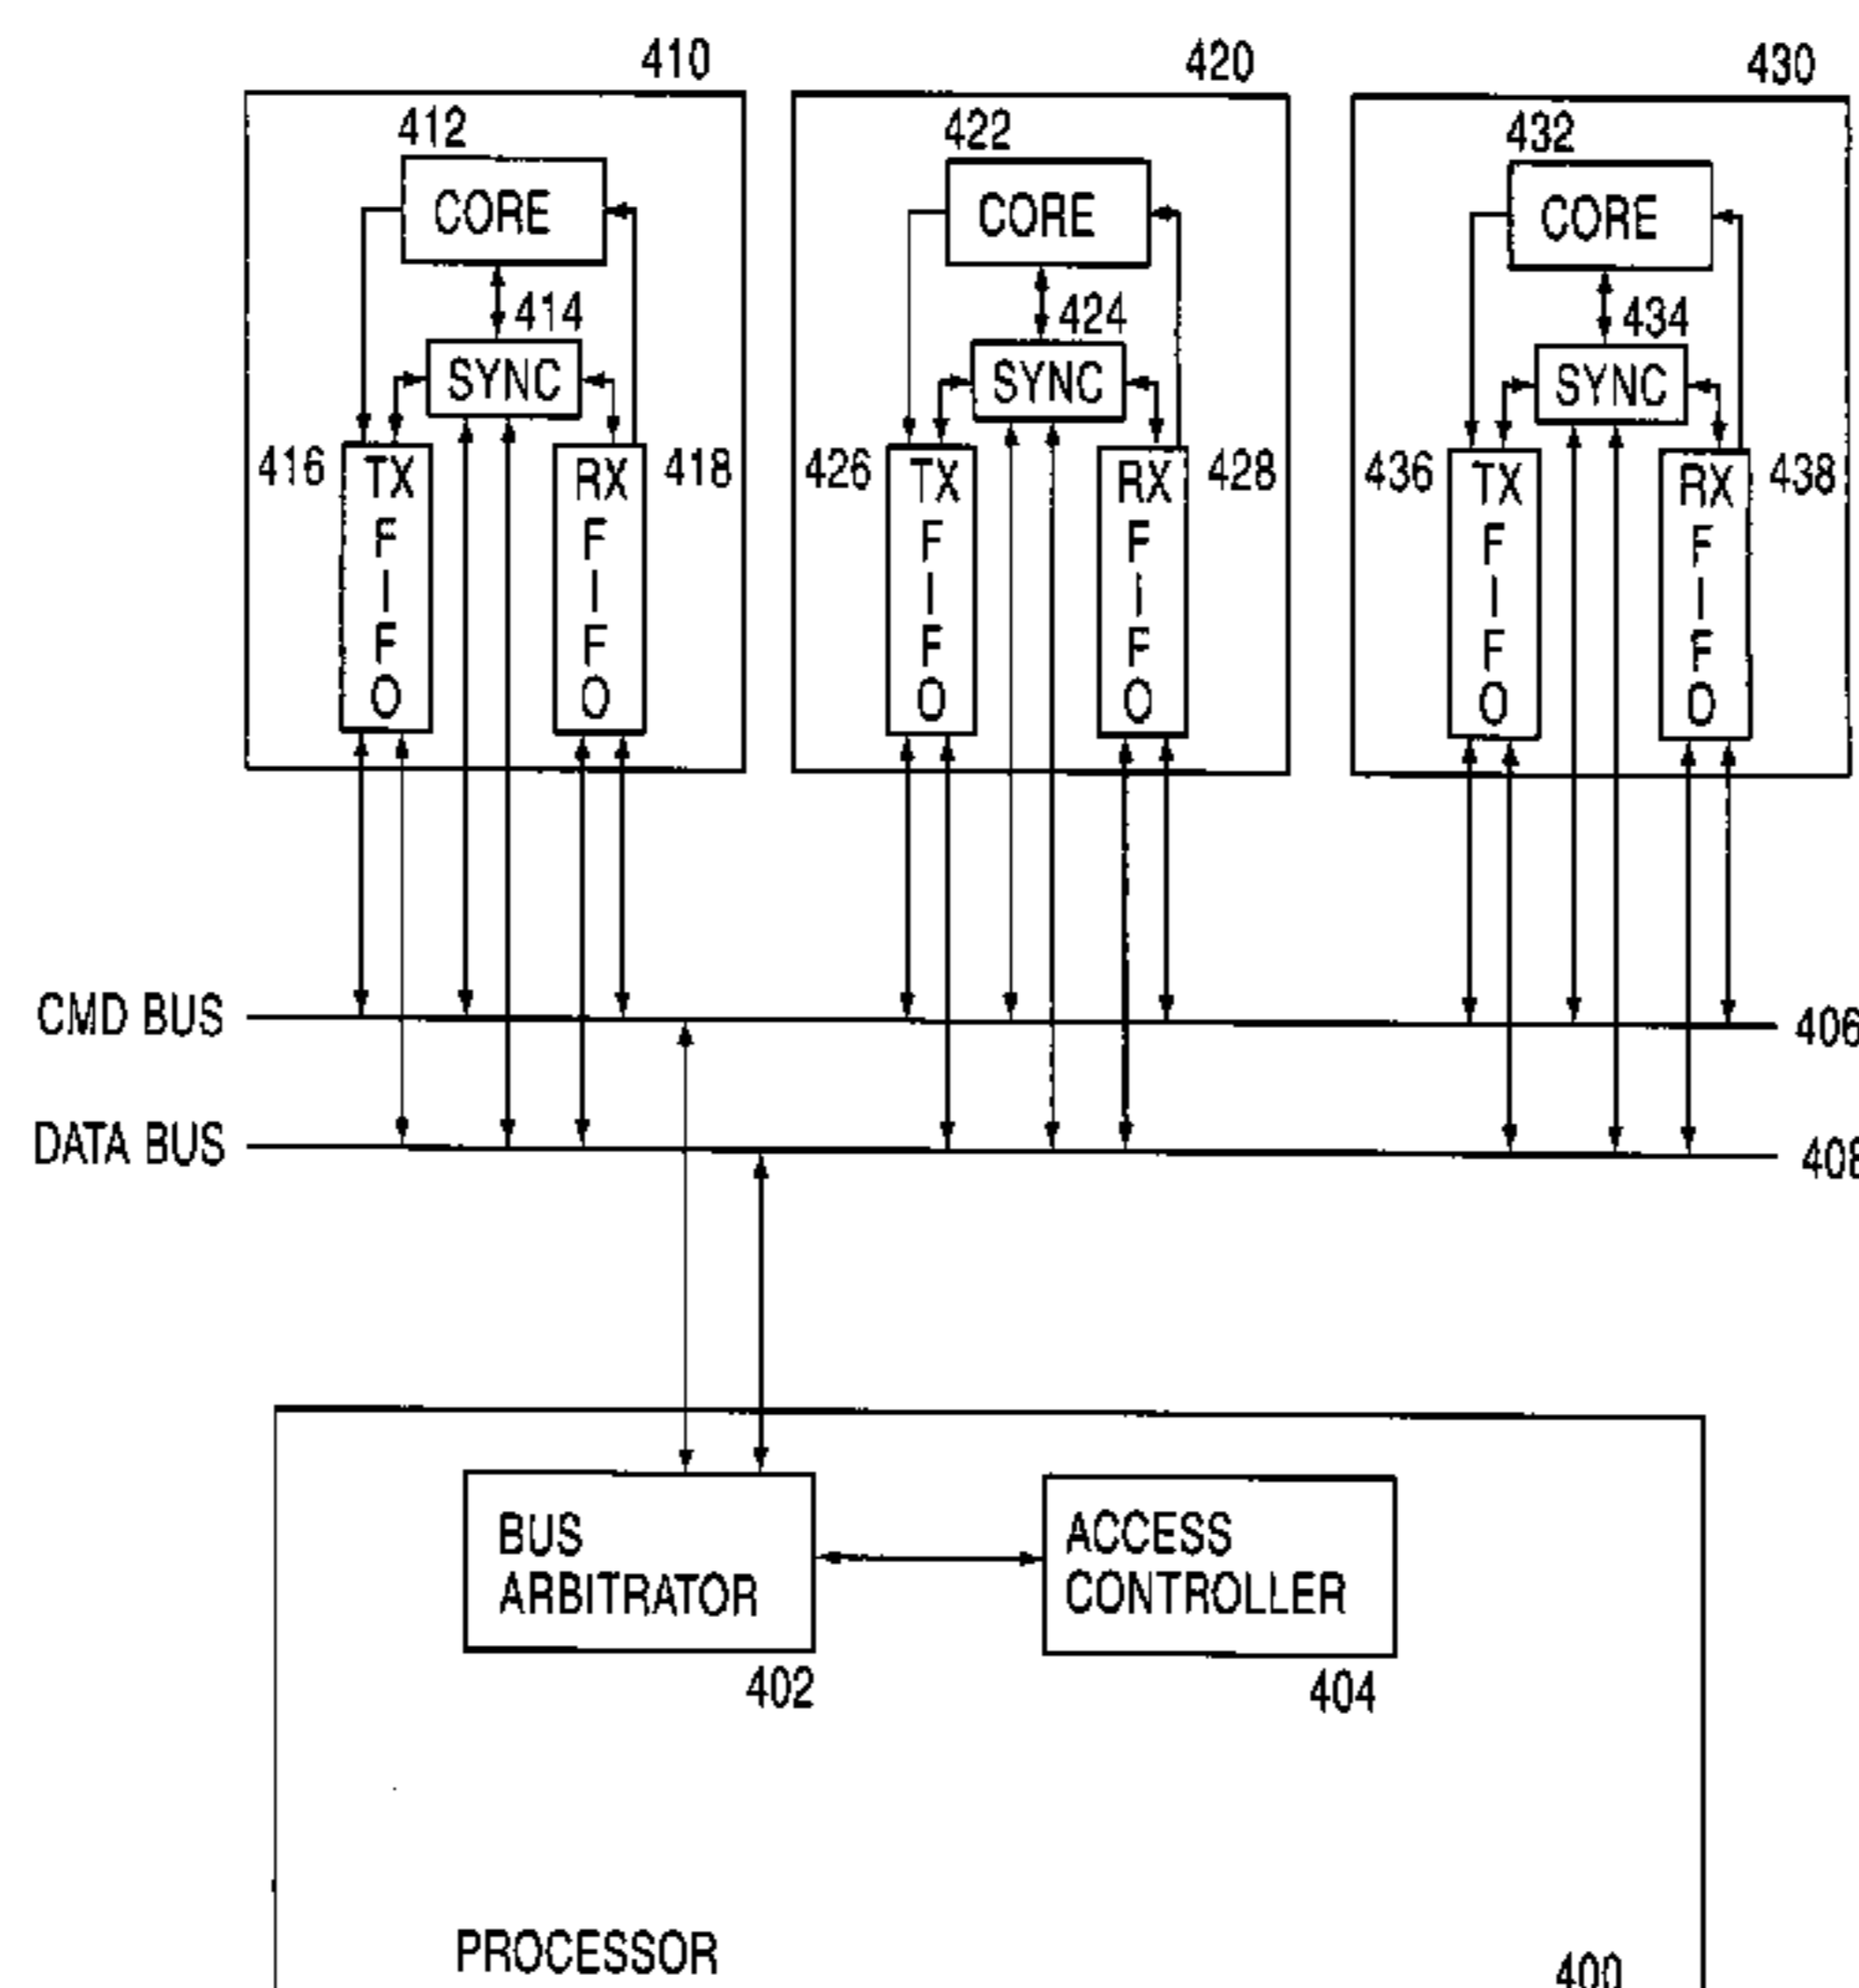 410
420
430
412
422
432
CORE
CORE
CORE
414
424
434
SYNC
SYNC
SYNC
416
TX
FIFO
RX
FIFO
418
426
TX
FIFO
RX
FIFO
428
436
TX
FIFO
RX
FIFO
438
CMD BUS
406
DATA BUS
408
BUS
ARBITRATOR
ACCESS
CONTROLLER
402
404
PROCESSOR
400